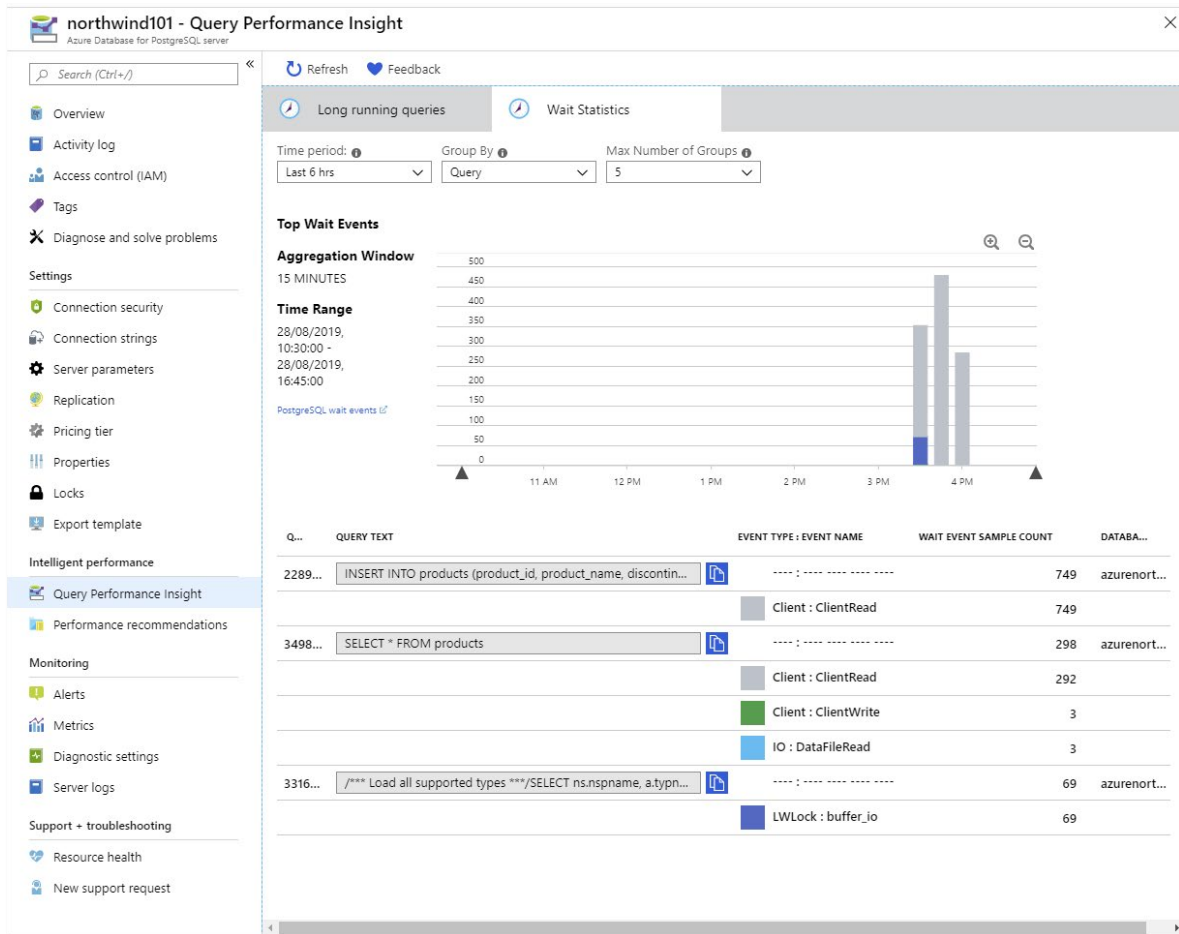 northwind101 - Query Performance Insight
Azure Database for PostgreSQL server
Search (Ctrl+/)
Overview
Activity log
Access control (IAM)
Tags
Diagnose and solve problems
Settings
Connection security
Connection strings
Server parameters
Replication
Pricing tier
Properties
Locks
Export template
Intelligent performance
Query Performance Insight
Performance recommendations
Monitoring
Alerts
Metrics
Diagnostic settings
Server logs
Support + troubleshooting
Resource health
New support request
Refresh Feedback
Long running queries Wait Statistics
Time period: Group By Max Number of Groups
Last 6 hrs Query 5
Top Wait Events
Aggregation Window
15 MINUTES
Time Range
28/08/2019,
10:30:00 -
28/08/2019,
16:45:00
PostgreSQL wait events
500
450
400
350
300
250
200
150
100
50
0
11 AM 12 PM 1 PM 2 PM 3 PM 4 PM
Q... QUERY TEXT EVENT TYPE : EVENT NAME WAIT EVENT SAMPLE COUNT DATABA...
2289... INSERT INTO products (product_id, product_name, discontin... ---- : ---- ---- ---- ---- 749 azurenort...
Client : ClientRead 749
3498... SELECT * FROM products ---- : ---- ---- ---- ---- 298 azurenort...
Client : ClientRead 292
Client : ClientWrite 3
IO : DataFileRead 3
3316... /*** Load all supported types ***/SELECT ns.nspname, a.typn... ---- : ---- ---- ---- ---- 69 azurenort...
LWLock : buffer_io 69